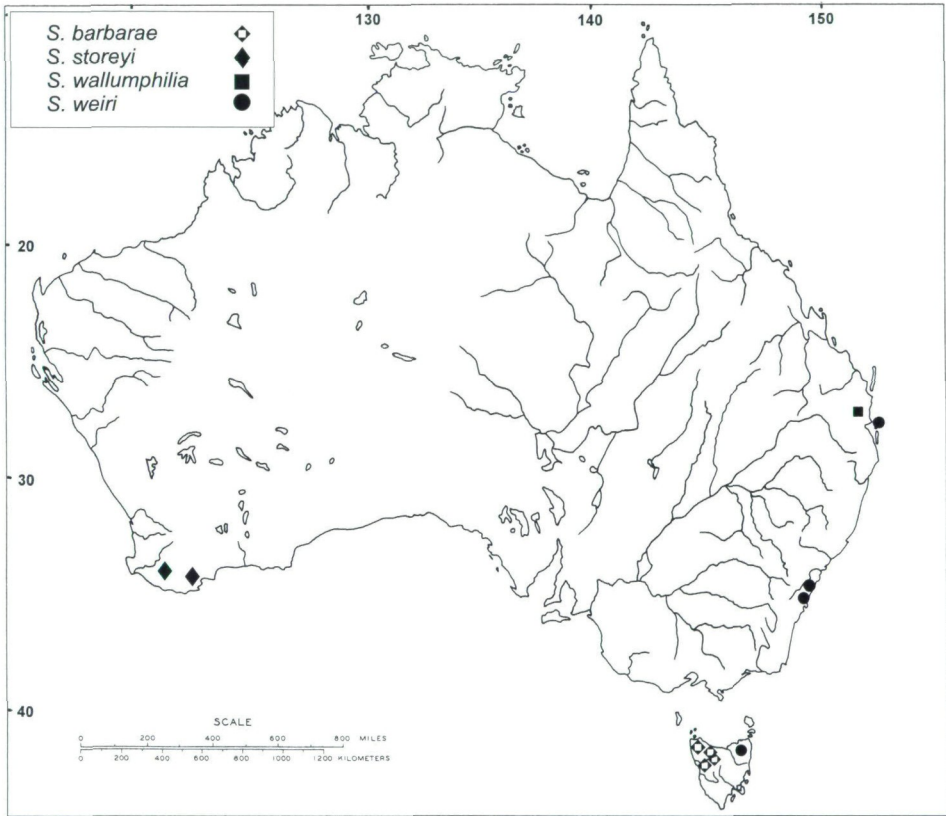 130 140 150
S. barbarae
S. storeyi
S. wallumphilia
S. weiri
20
30
40
SCALE
0 200 400 600 800 MILES
0 200 400 600 800 1000 1200 KILOMETERS